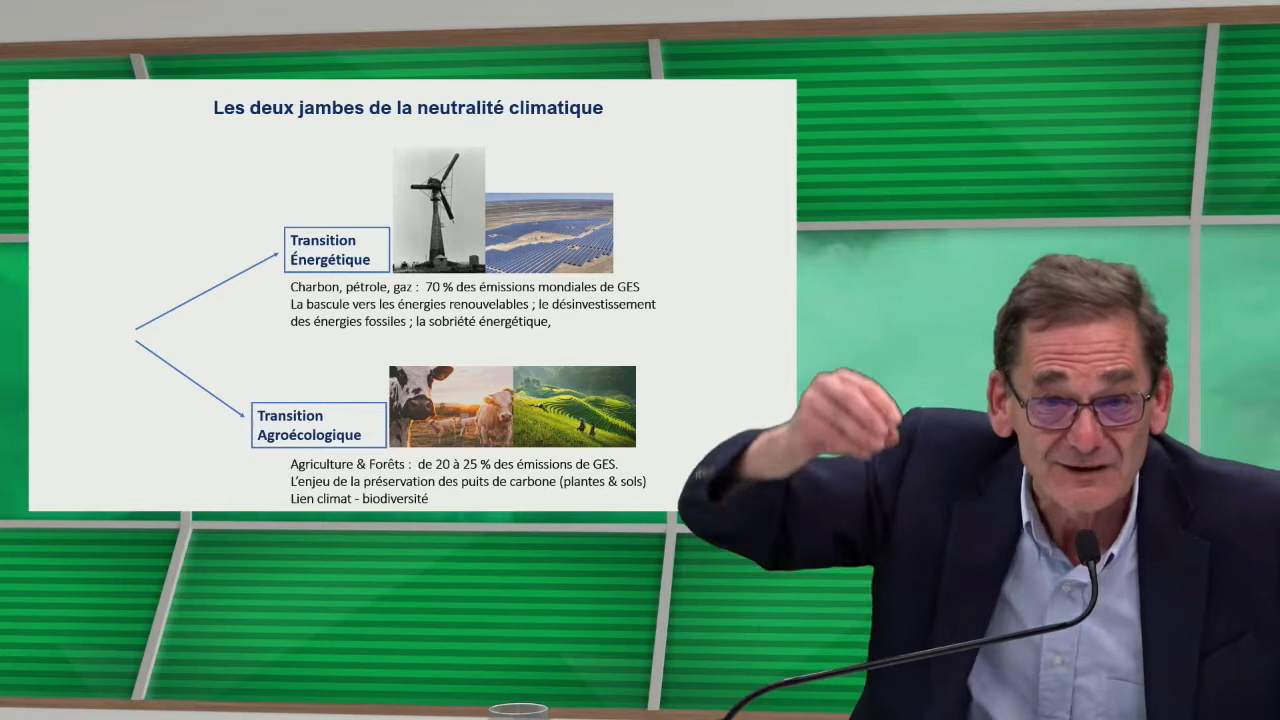 Les deux jambes de la neutralité climatique
Transition
Énergétique
Charbon, pétrole, gaz : 70 % des émissions mondiales de GES
La bascule vers les énergies renouvelables ; le désinvestissement
des énergies fossiles ; la sobriété énergétique,
Transition
Agroécologique
Agriculture & Forêts : de 20 à 25 % des émissions de GES.
L'enjeu de la préservation des puits de carbone (plantes & sols)
Lien climat - biodiversité